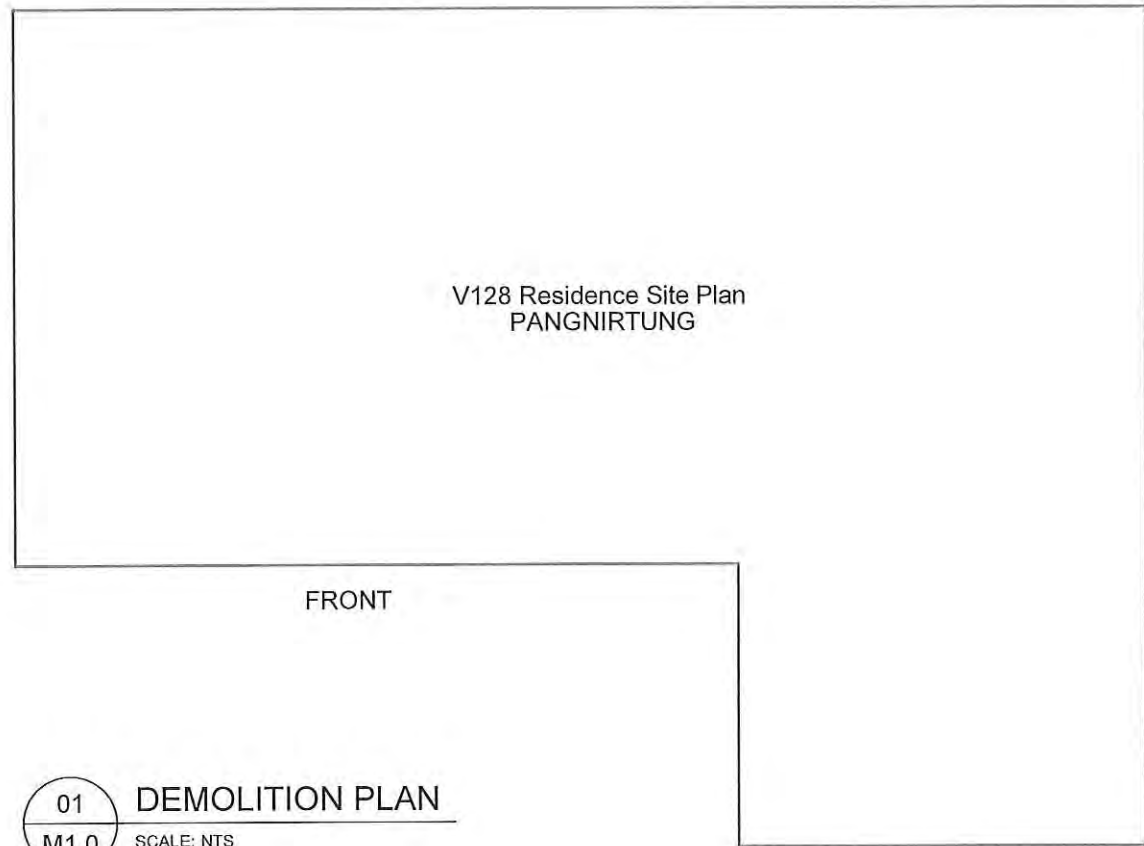 V128 Residence Site Plan
PANGNIRTUNG
FRONT
01
DEMOLITION PLAN
M1.0
SCALE: NTS